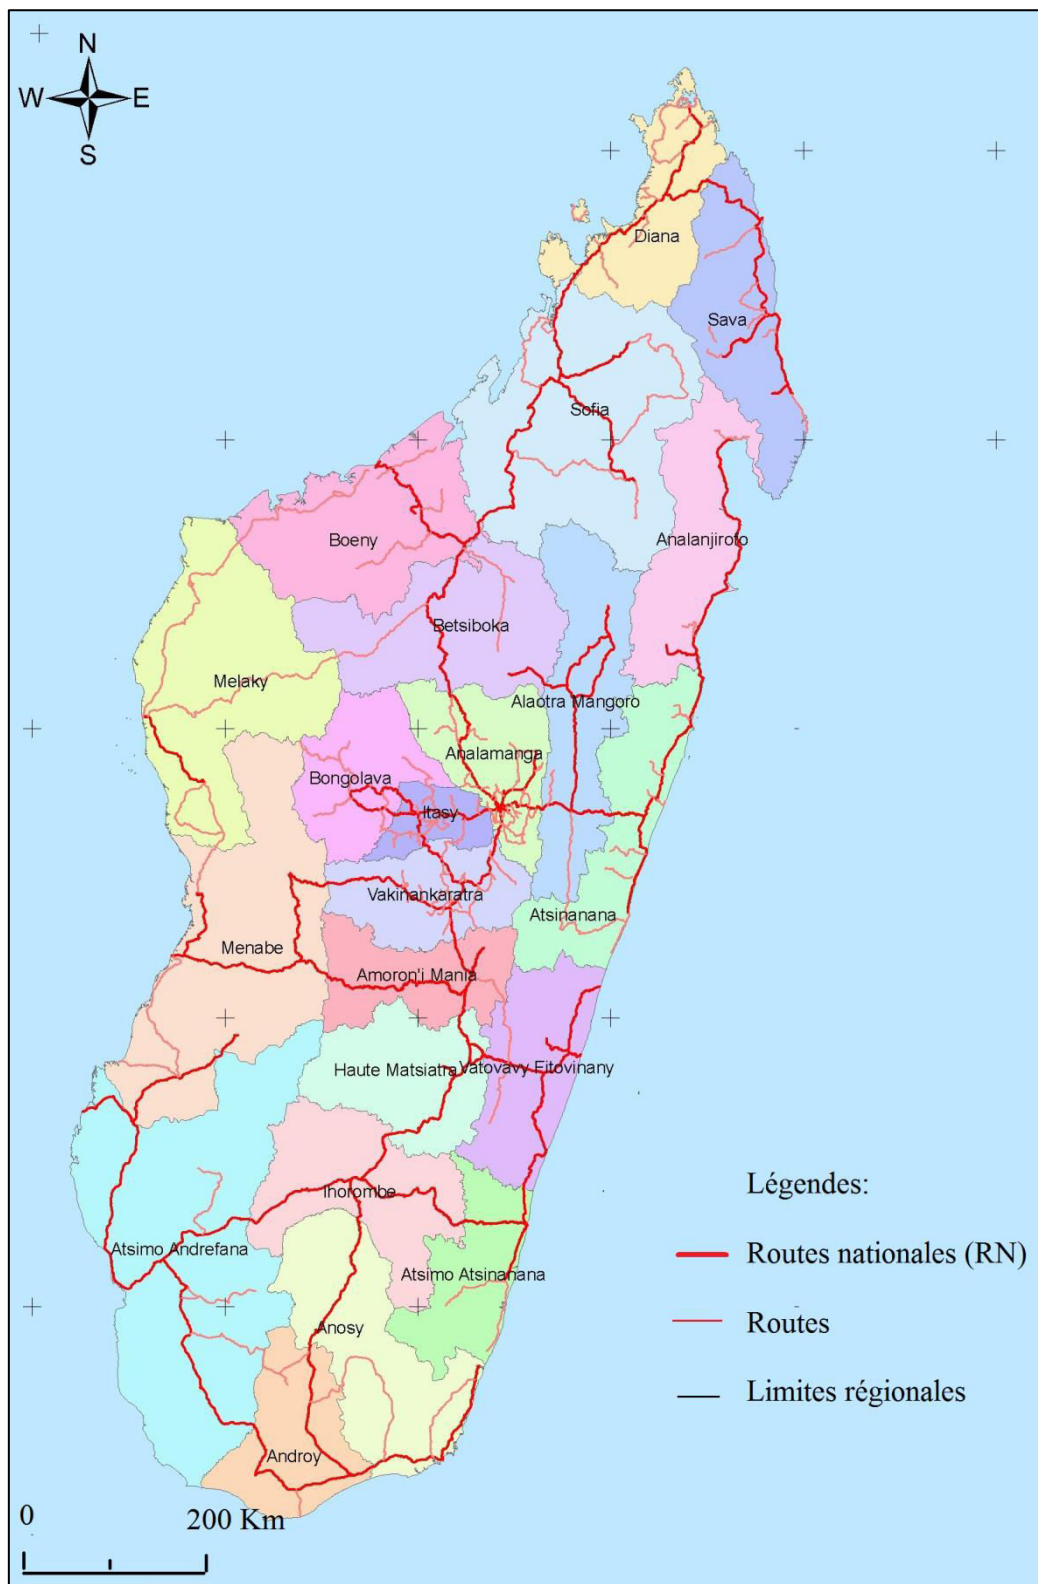 N
W E
S
Diana
Sava
Sofia
Analanjirofo
Boeny
Betsiboka
Melaky
Alaotra Mangoro
Analamanga
Bongolava
Itasy
Vakinankaratra
Atsinanana
Menabe
Amoron'i Mania
Haute Matsiatra
Vatovavy Fitovinany
Légendes:
Ihorombe
Routes nationales (RN)
Atsimo Andrefana
Atsimo Atsinanana
Anosy
Routes
Limites régionales
Androy
0 200 Km